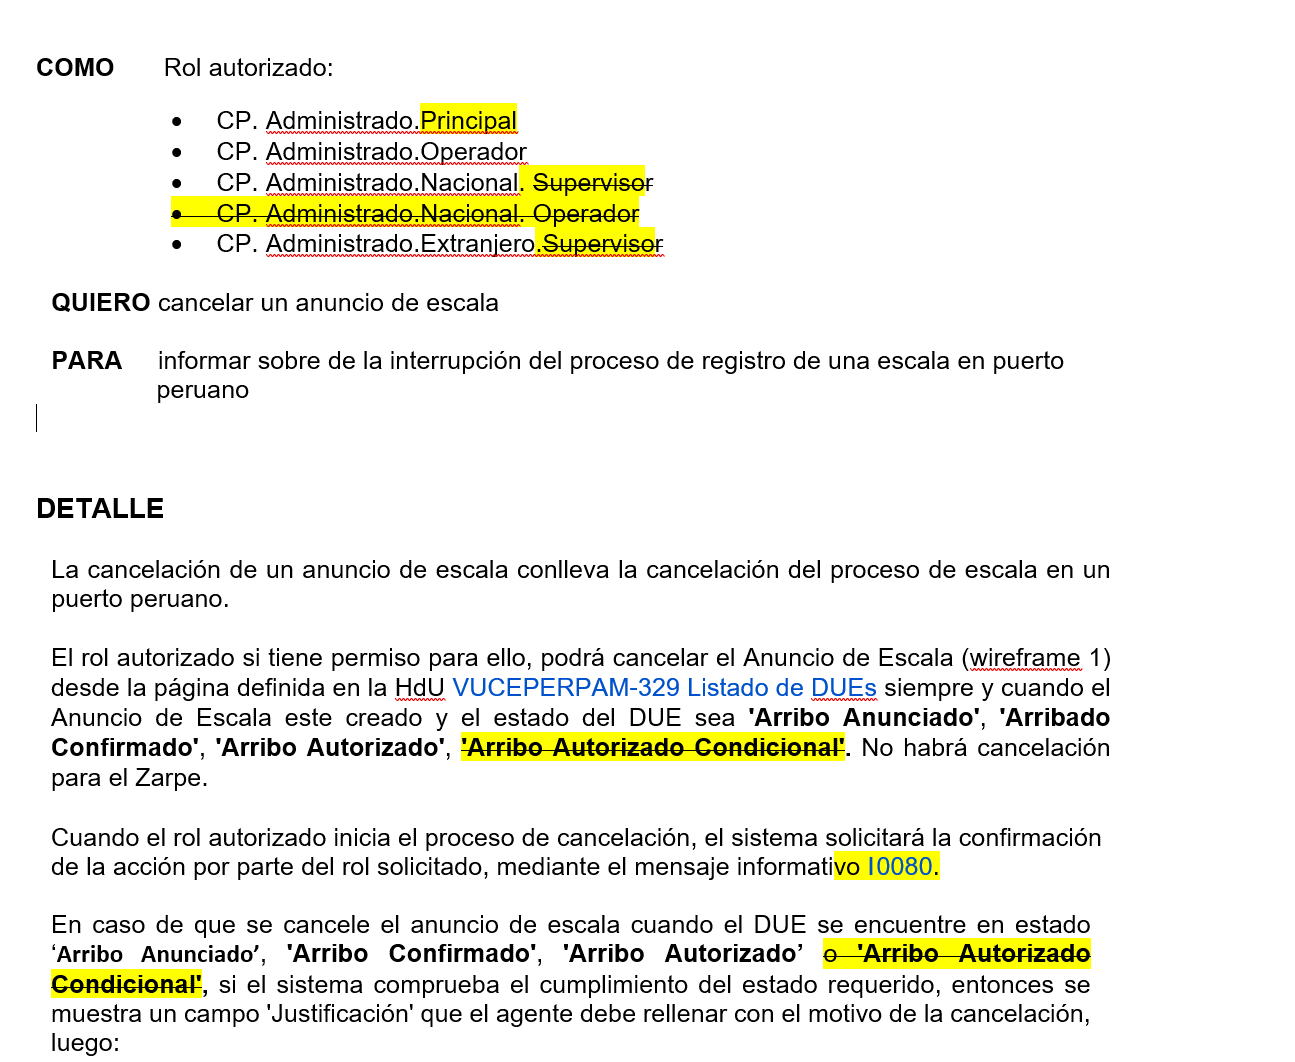 COMO Rol autorizado:
• CP. Administrado.Principal
• CP. Administrado.Operador
• CP. Administrado.Nacional. Supervisor
• CP. Administrado.Nacional. Operador
• CP. Administrado.Extranjero.Supervisor
QUIERO cancelar un anuncio de escala
PARA informar sobre de la interrupción del proceso de registro de una escala en puerto
peruano
DETALLE
La cancelación de un anuncio de escala conlleva la cancelación del proceso de escala en un
puerto peruano.
El rol autorizado si tiene permiso para ello, podrá cancelar el Anuncio de Escala (wireframe 1)
desde la página definida en la HdU VUCEPERPAM-329 Listado de DUEs siempre y cuando el
Anuncio de Escala este creado y el estado del DUE sea 'Arribo Anunciado', 'Arribado
Confirmado', 'Arribo Autorizado', 'Arribo Autorizado Condicional'. No habrá cancelación
para el Zarpe.
Cuando el rol autorizado inicia el proceso de cancelación, el sistema solicitará la confirmación
de la acción por parte del rol solicitado, mediante el mensaje informativo I0080.
En caso de que se cancele el anuncio de escala cuando el DUE se encuentre en estado
‘Arribo Anunciado’, 'Arribo Confirmado', 'Arribo Autorizado’ o 'Arribo Autorizado
Condicional', si el sistema comprueba el cumplimiento del estado requerido, entonces se
muestra un campo 'Justificación' que el agente debe rellenar con el motivo de la cancelación,
luego: